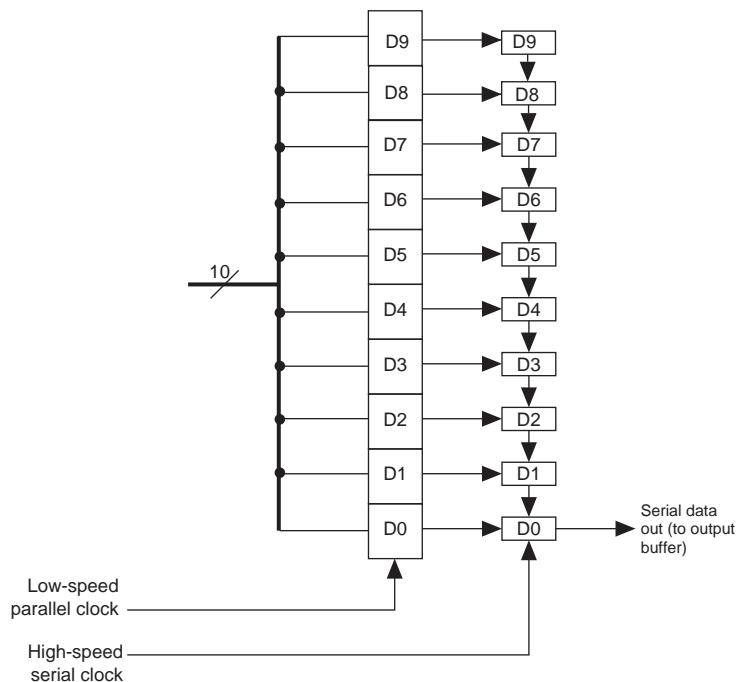 D9 D9
D8 D8
D7 D7
D6 D6
D5 D5
10
D4 D4
D3 D3
D2 D2
D1 D1
D0 D0
Serial data
out (to output
buffer)
Low-speed
parallel clock
High-speed
serial clock